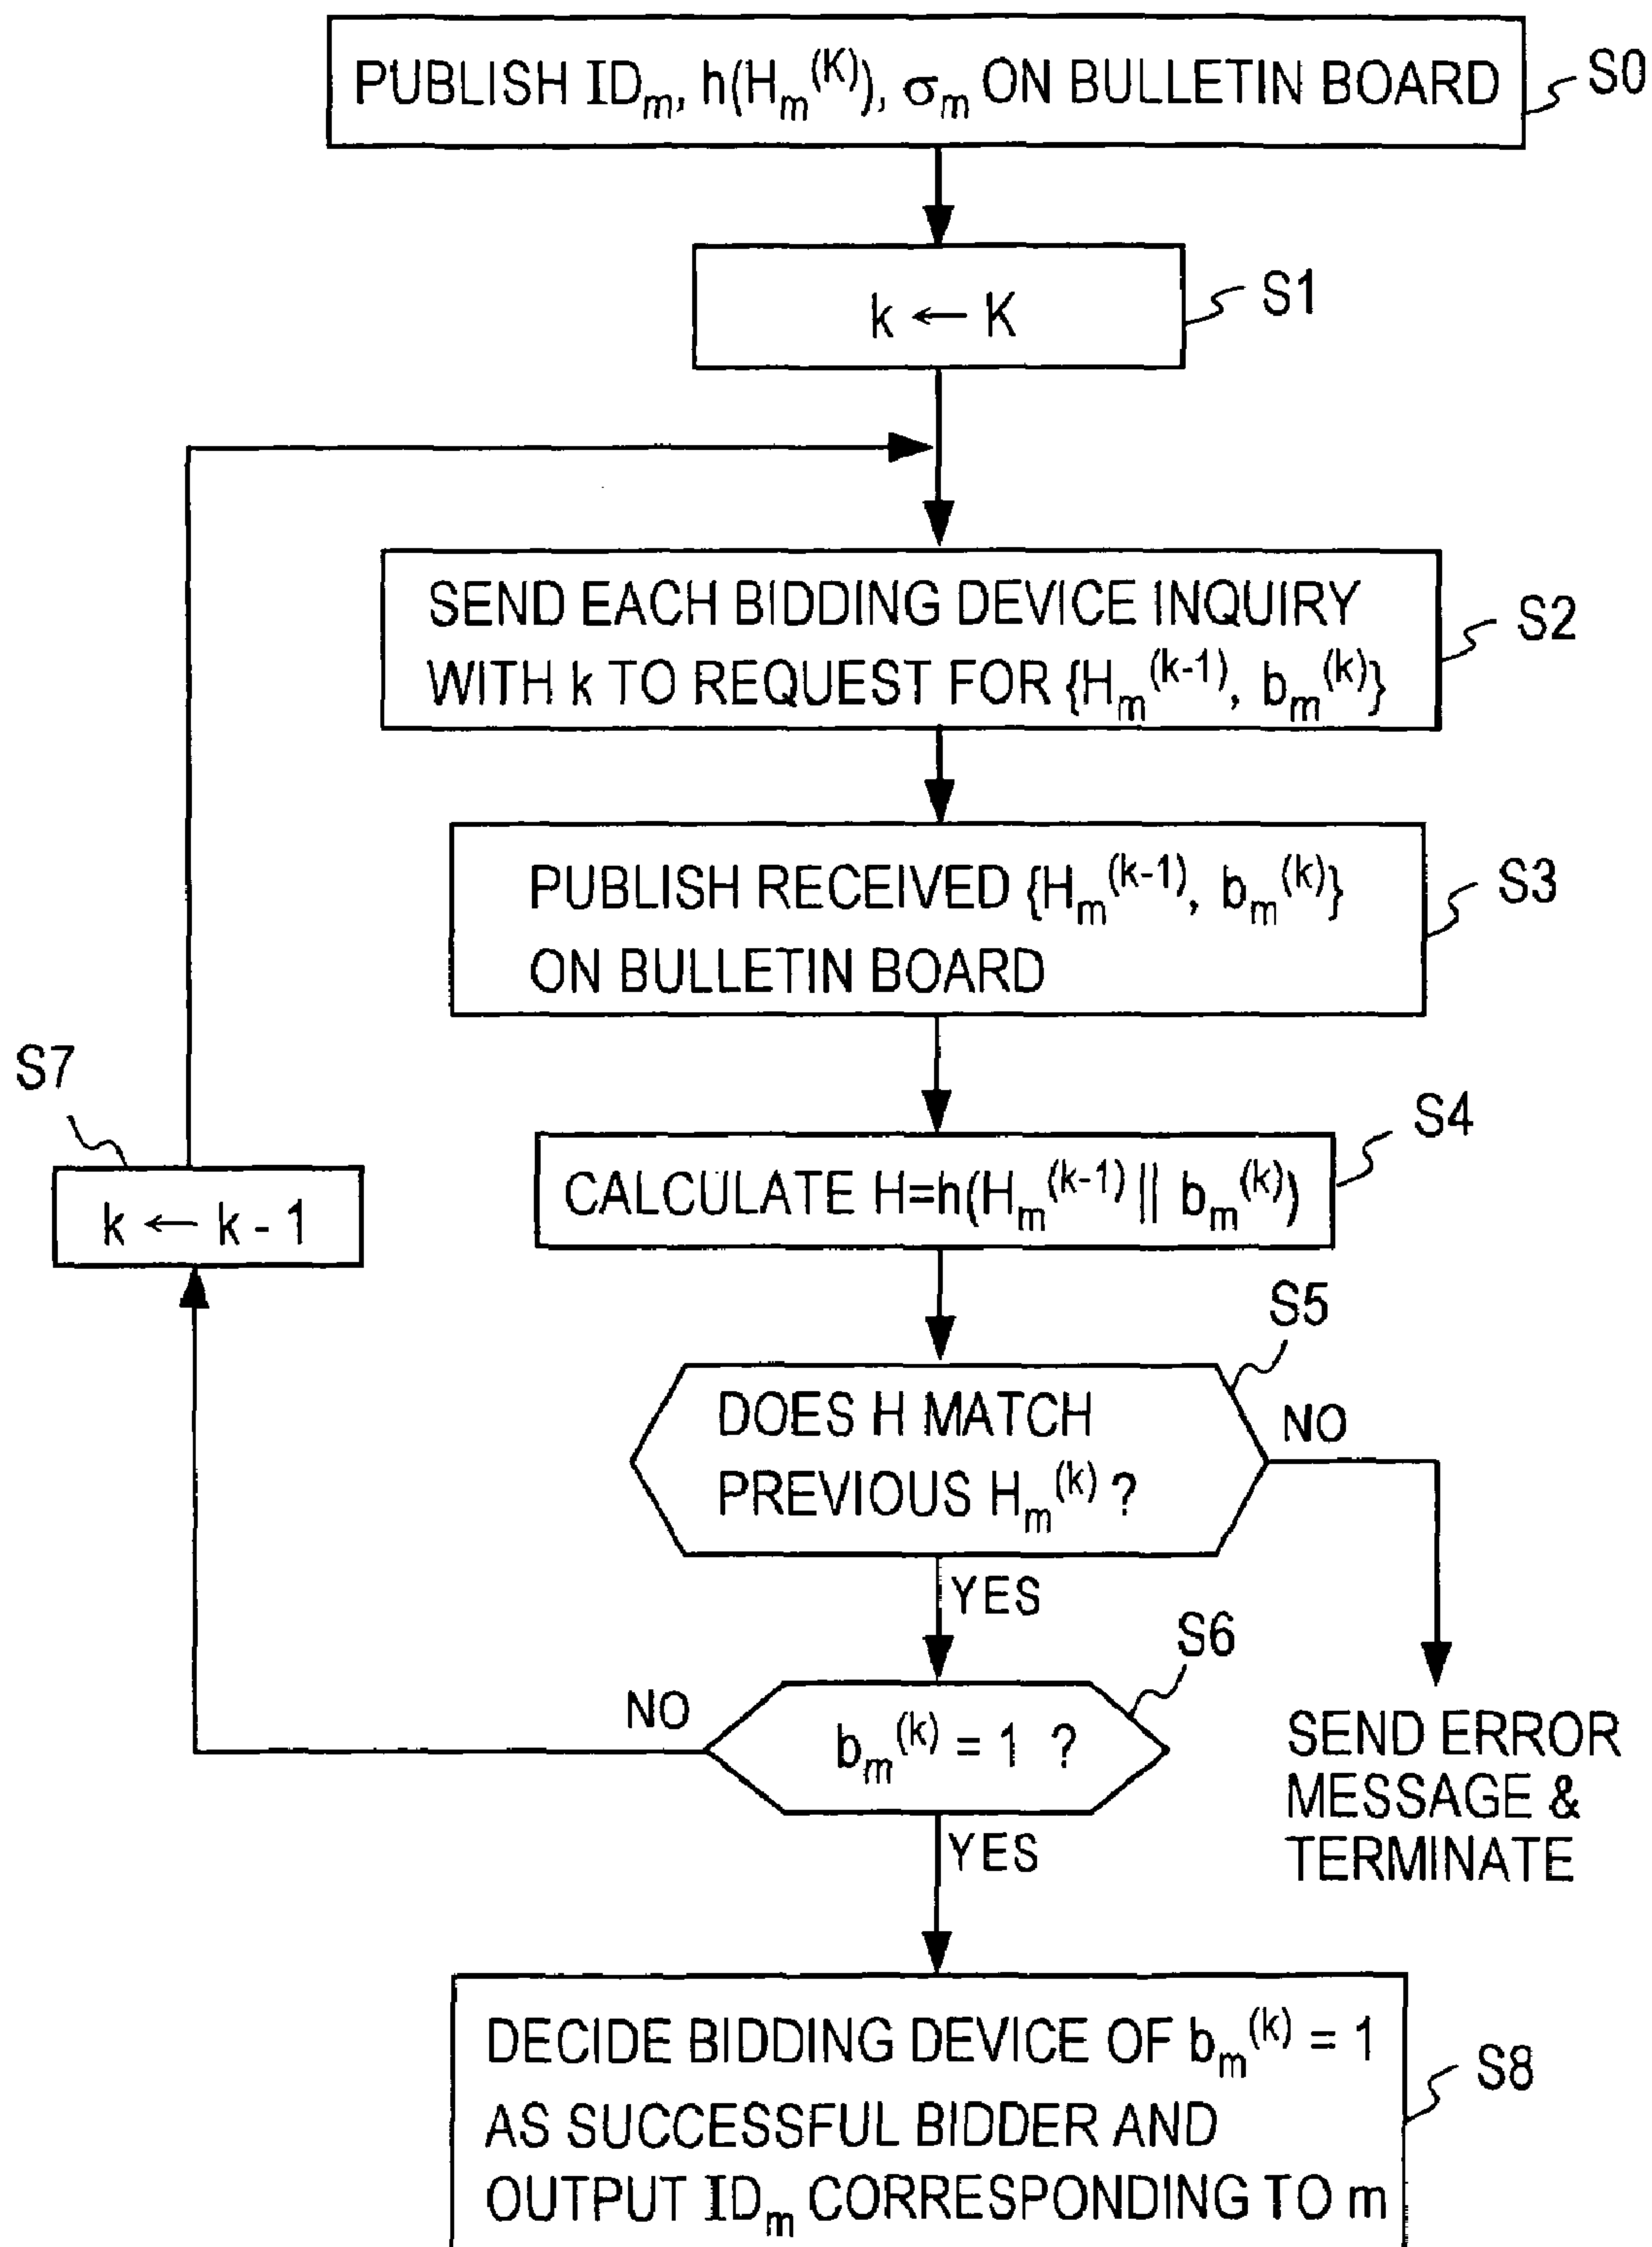 PUBLISH IDₘ, h(Hₘ⁽ᴷ⁾), σₘ ON BULLETIN BOARD
S0
k ← K
S1
SEND EACH BIDDING DEVICE INQUIRY
WITH k TO REQUEST FOR {Hₘ⁽ᵏ⁻¹⁾, bₘ⁽ᵏ⁾}
S2
PUBLISH RECEIVED {Hₘ⁽ᵏ⁻¹⁾, bₘ⁽ᵏ⁾}
ON BULLETIN BOARD
S3
S7
k ← k - 1
CALCULATE H=h(Hₘ⁽ᵏ⁻¹⁾|| bₘ⁽ᵏ⁾)
S4
DOES H MATCH
PREVIOUS Hₘ⁽ᵏ⁾ ?
S5
NO
YES
SEND ERROR
MESSAGE &
TERMINATE
bₘ⁽ᵏ⁾ = 1 ?
S6
NO
YES
DECIDE BIDDING DEVICE OF bₘ⁽ᵏ⁾ = 1
AS SUCCESSFUL BIDDER AND
OUTPUT IDₘ CORRESPONDING TO m
S8